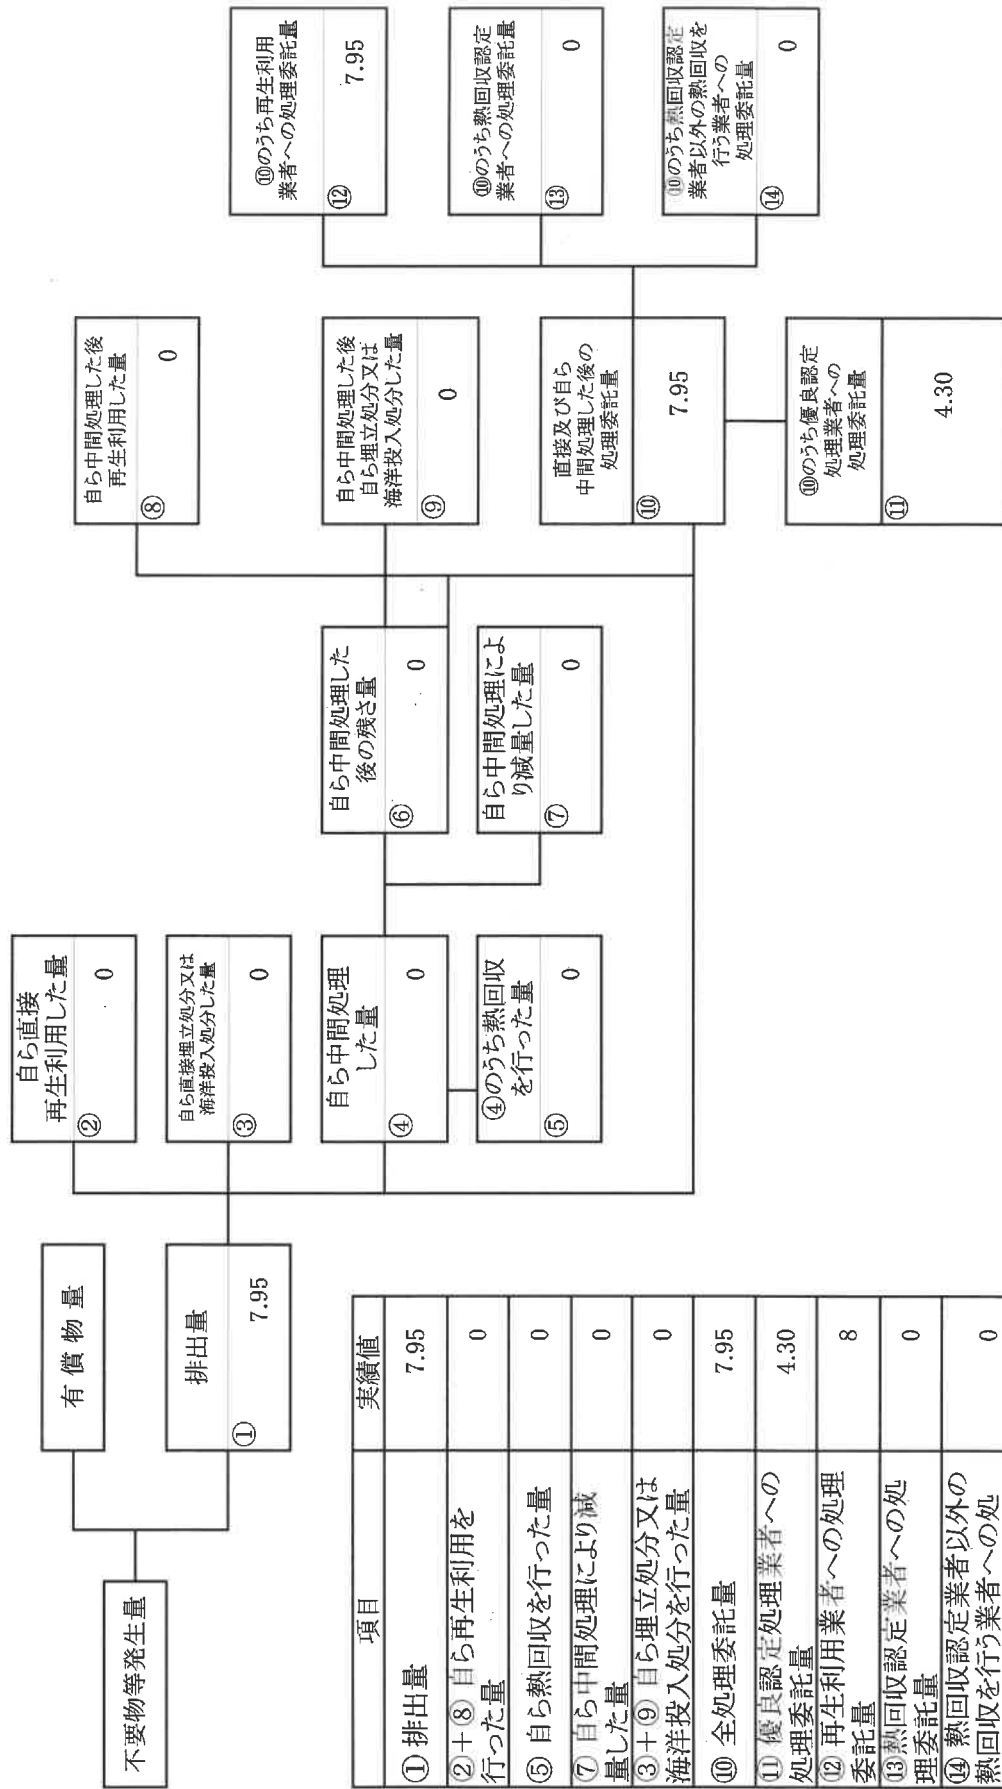 不要物等発生量
有償物量
排出量
①
7.95
自ら直接
再生利用した量
②
0
自ら直接埋立処分又は
海洋投入処分した量
③
0
自ら中間処理
した量
④
0
④のうち熱回収
を行った量
⑤
0
自ら中間処理した
後の残さ量
⑥
0
自ら中間処理によ
り減量した量
⑦
0
自ら中間処理した後
再生利用した量
⑧
0
自ら中間処理した後
自ら埋立処分又は
海洋投入処分した量
⑨
0
直接及び自ら
中間処理した後の
処理委託量
⑩
7.95
⑩のうち優良認定
処理業者への
処理委託量
⑪
4.30
⑩のうち再生利用
業者への処理委託量
⑫
7.95
⑩のうち熱回収認定
業者への処理委託量
⑬
0
⑩のうち熱回収認定
業者以外の熱回収を
行う業者への
処理委託量
⑭
0
項目 実績値
①排出量 7.95
②+⑧ 自ら再生利用を
行った量 0
⑤ 自ら熱回収を行った量 0
⑦ 自ら中間処理により減
量した量 0
③+⑨ 自ら埋立処分又は
海洋投入処分を行った量 0
⑩ 全処理委託量 7.95
⑪ 優良認定処理業者への
処理委託量 4.30
⑫ 再生利用業者への処理
委託量 8
⑬熱回収認定業者への処
理委託量 0
⑭ 熱回収認定業者以外の
熱回収を行う業者への処 0